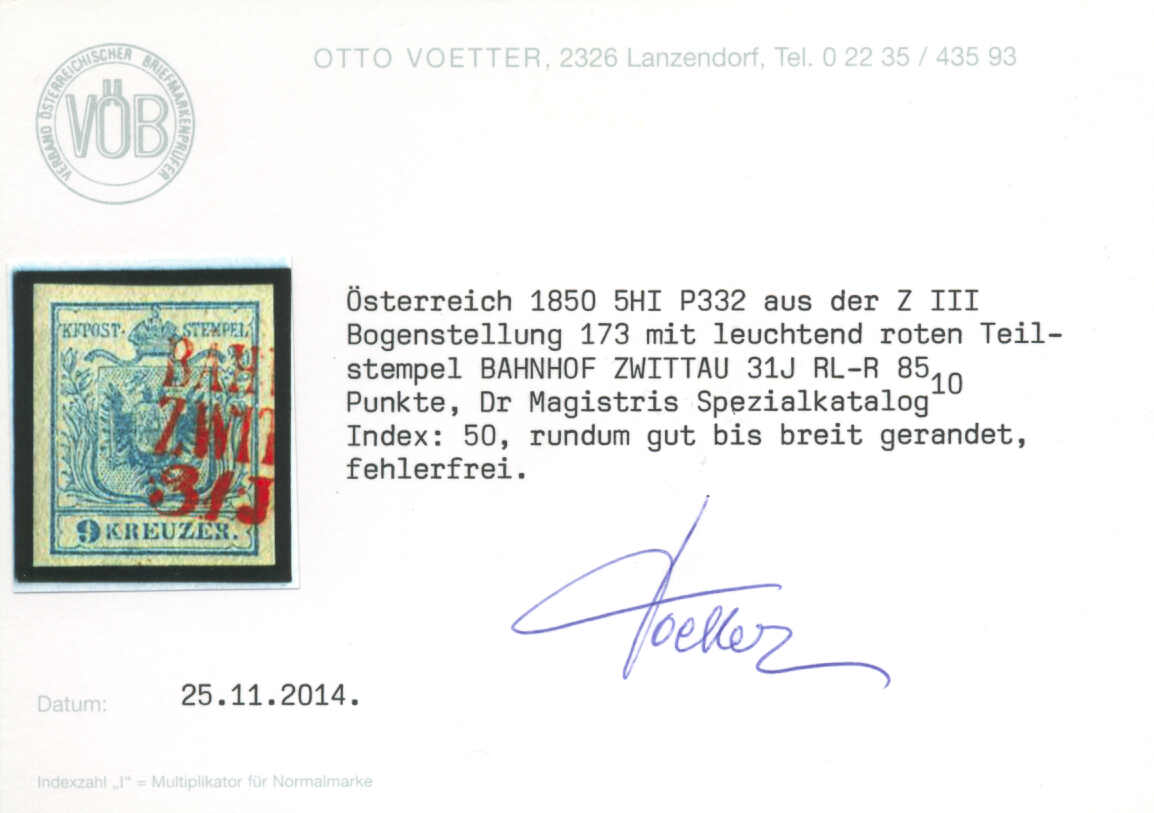 OTTO VOETTER, 2326 Lanzendorf, Tel. 0 22 35 / 435 93
VERBAND ÖSTERREICHISCHER BRIEFMARKENPRÜFER
VÖB
Österreich 1850 5HI P332 aus der Z III
Bogenstellung 173 mit leuchtend roten Teil-
stempel BAHNHOF ZWITTAU 31J RL-R 85
10
Punkte, Dr Magistris Spezialkatalog
Index: 50, rundum gut bis breit gerandet,
fehlerfrei.
KKPOST· STEMPEL
BAH
ZWIT
31 J
9 KREUZER.
Voetter
Datum: 25.11.2014.
Indexzahl „I“ = Multiplikator für Normalmarke